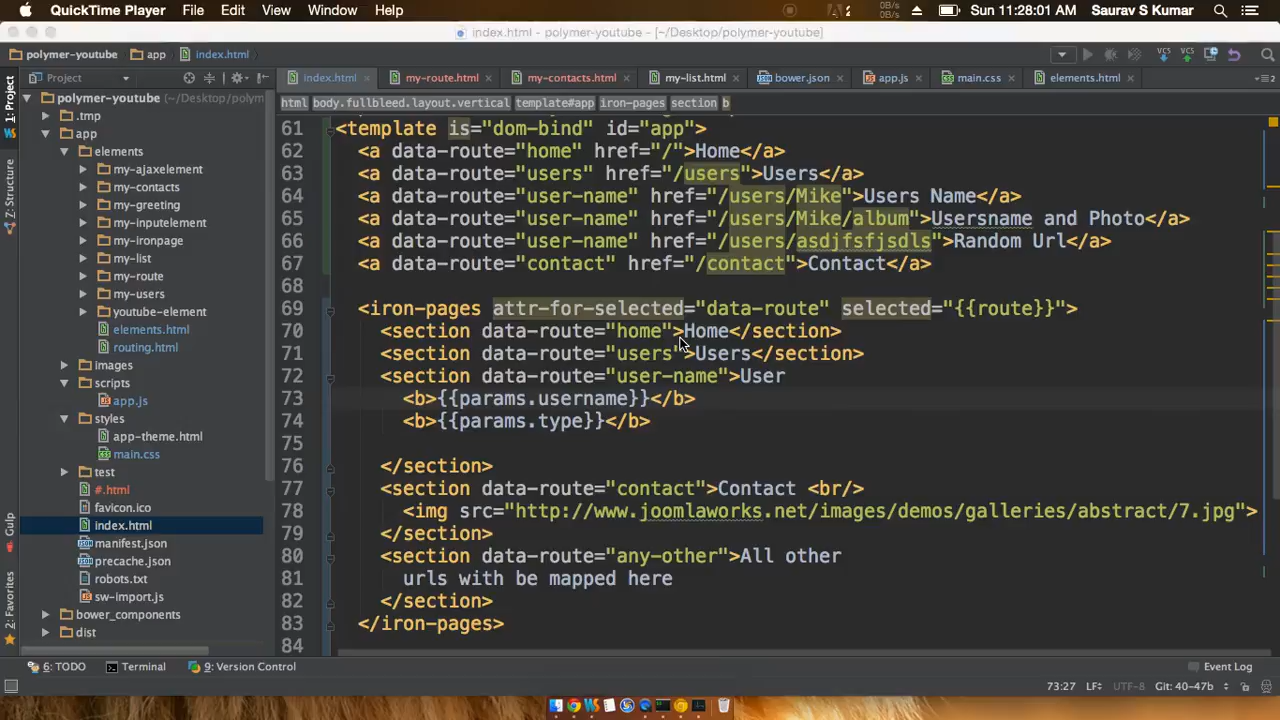 QuickTime Player File Edit View Window Help 0B/s 0B/s Sun 11:28:01 AM Saurav S Kumar
index.html - polymer-youtube - [~/Desktop/polymer-youtube]
polymer-youtube app index.html
Project index.html my-route.html my-contacts.html my-list.html bower.json app.js main.css elements.html
html body.fullbleed.layout.vertical template#app iron-pages section b
1: Project
Z: Structure
Gulp
2: Favorites
polymer-youtube (~/Desktop/polym
.tmp
app
elements
my-ajaxelement
my-contacts
my-greeting
my-inputelement
my-ironpage
my-list
my-route
my-users
youtube-element
elements.html
routing.html
images
scripts
app.js
styles
app-theme.html
main.css
test
#.html
favicon.ico
index.html
manifest.json
precache.json
robots.txt
sw-import.js
bower_components
dist
61 <template is="dom-bind" id="app">
62 <a data-route="home" href="/">Home</a>
63 <a data-route="users" href="/users">Users</a>
64 <a data-route="user-name" href="/users/Mike">Users Name</a>
65 <a data-route="user-name" href="/users/Mike/album">Usersname and Photo</a>
66 <a data-route="user-name" href="/users/asdjfsfjsdls">Random Url</a>
67 <a data-route="contact" href="/contact">Contact</a>
68
69 <iron-pages attr-for-selected="data-route" selected="{{route}}">
70 <section data-route="home">Home</section>
71 <section data-route="users">Users</section>
72 <section data-route="user-name">User
73 <b>{{params.username}}</b>
74 <b>{{params.type}}</b>
75
76 </section>
77 <section data-route="contact">Contact <br/>
78 <img src="http://www.joomlaworks.net/images/demos/galleries/abstract/7.jpg">
79 </section>
80 <section data-route="any-other">All other
81 urls with be mapped here
82 </section>
83 </iron-pages>
84
6: TODO Terminal 9: Version Control Event Log
73:27 LF UTF-8 Git: 40-47b